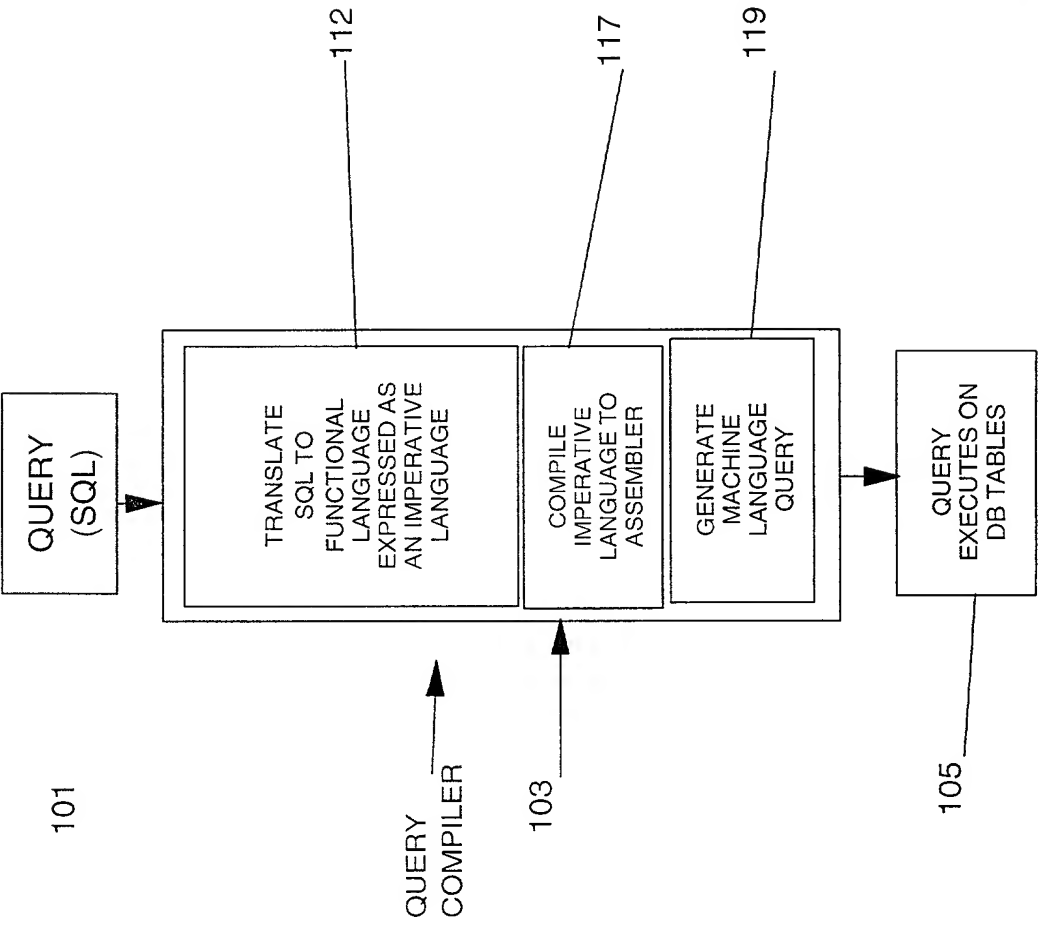 101
QUERY
(SQL)
TRANSLATE
SQL TO
FUNCTIONAL
LANGUAGE
EXPRESSED AS
AN IMPERATIVE
LANGUAGE
112
QUERY
COMPILER
103
COMPILE
IMPERATIVE
LANGUAGE TO
ASSEMBLER
117
GENERATE
MACHINE
LANGUAGE
QUERY
119
QUERY
EXECUTES ON
DB TABLES
105